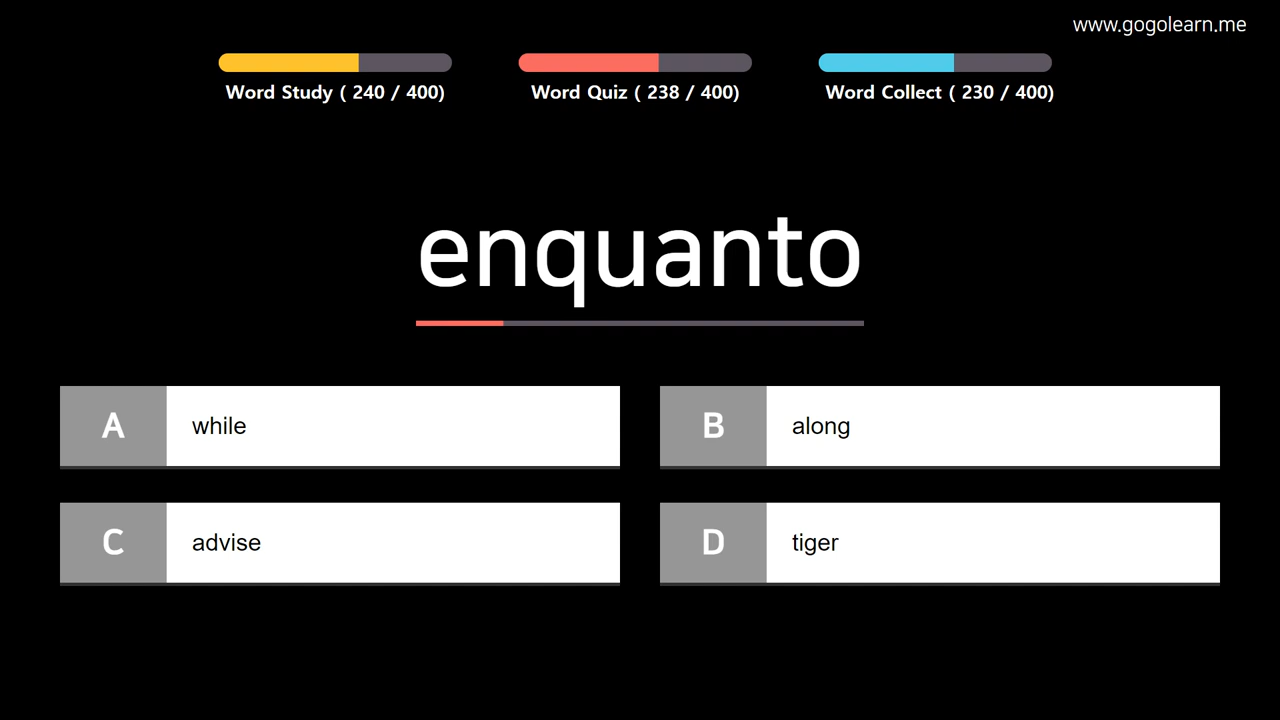 www.gogolearn.me
Word Study ( 240 / 400)
Word Quiz ( 238 / 400)
Word Collect ( 230 / 400)
enquanto
A while
B along
C advise
D tiger